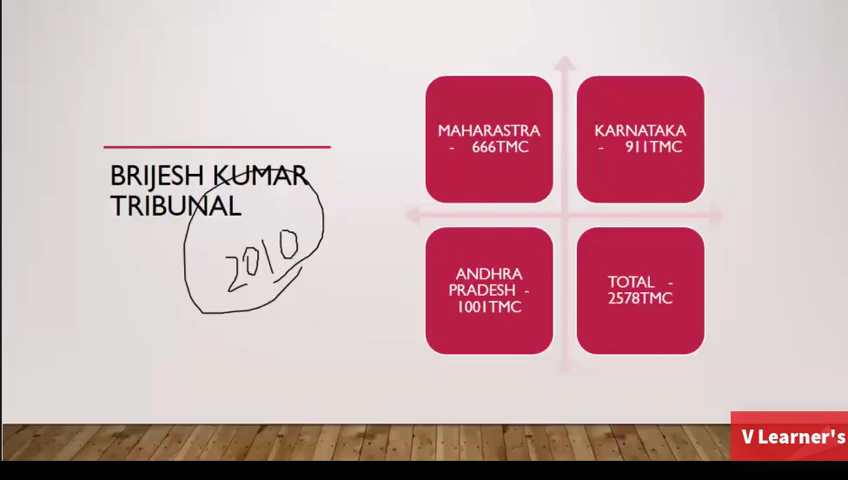 BRIJESH KUMAR
TRIBUNAL
2010
MAHARASTRA
- 666TMC
KARNATAKA
- 911TMC
ANDHRA
PRADESH -
1001TMC
TOTAL -
2578TMC
V Learner's